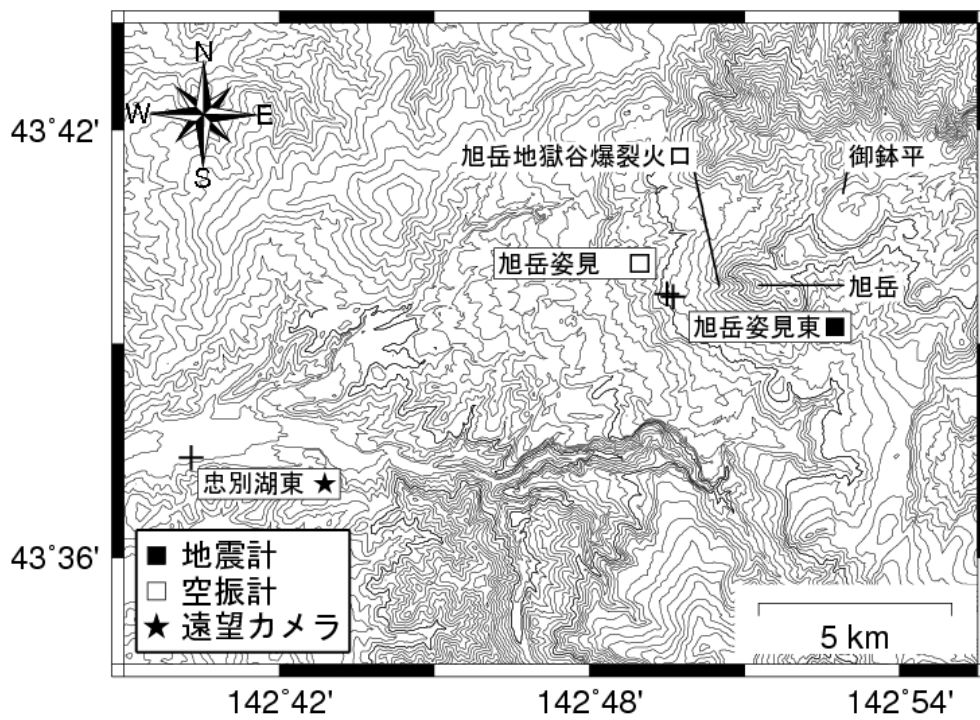 N
W E
S
43°42'
旭岳地獄谷爆裂火口
御鉢平
旭岳姿見 □
旭岳
旭岳姿見東 ■
忠別湖東 ★
43°36'
■ 地震計
□ 空振計
★ 遠望カメラ
5 km
142°42'
142°48'
142°54'